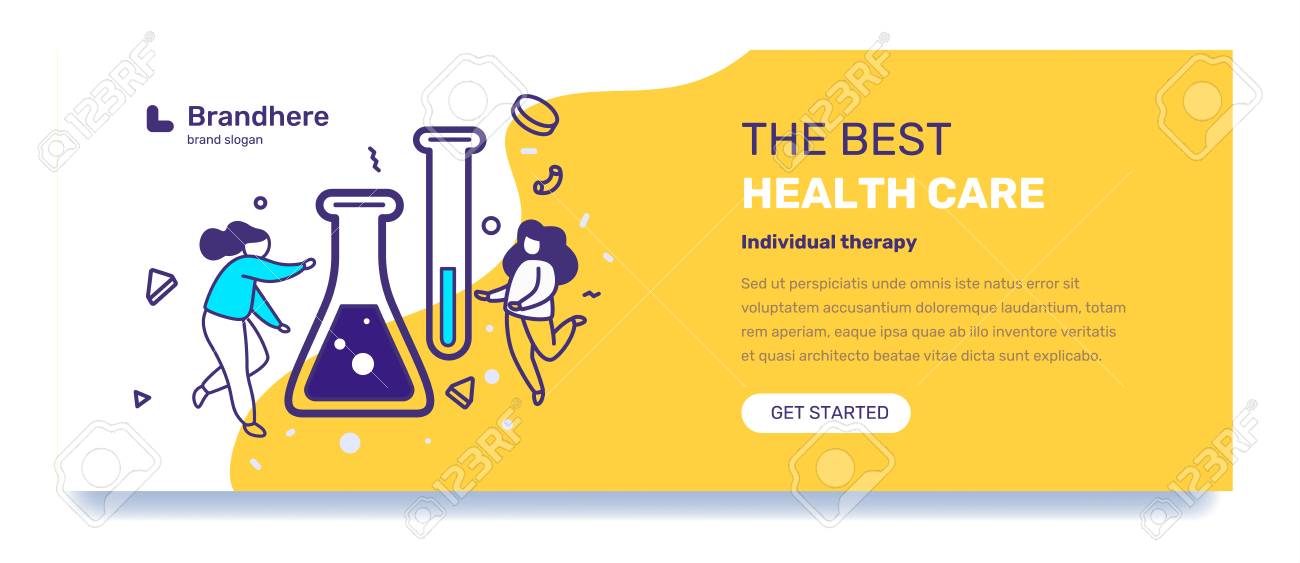 Brandhere
brand slogan
THE BEST
HEALTH CARE
Individual therapy
Sed ut perspiciatis unde omnis iste natus error sit
voluptatem accusantium doloremque laudantium, totam
rem aperiam, eaque ipsa quae ab illo inventore veritatis
et quasi architecto beatae vitae dicta sunt explicabo.
GET STARTED
123RF
123RF
123RF
123RF
123RF
123RF